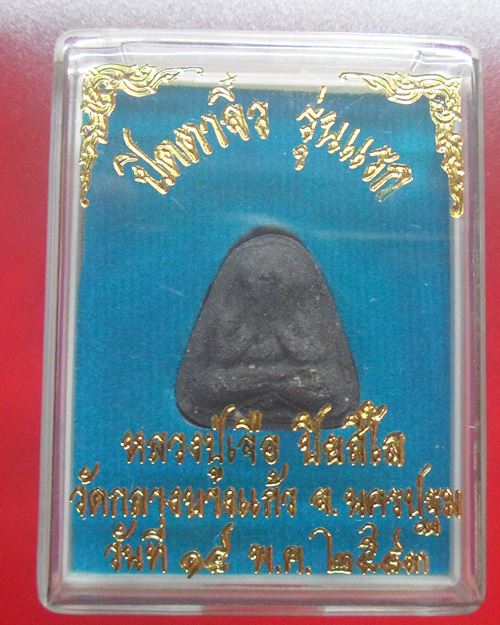 ปิดตาจิ๋ว รุ่นแรก
หลวงปู่เจือ ปิยสีโล
วัดกลางบางแก้ว จ.นครปฐม
วันที่ ๑๕ พ.ค. ๒๕๔๓